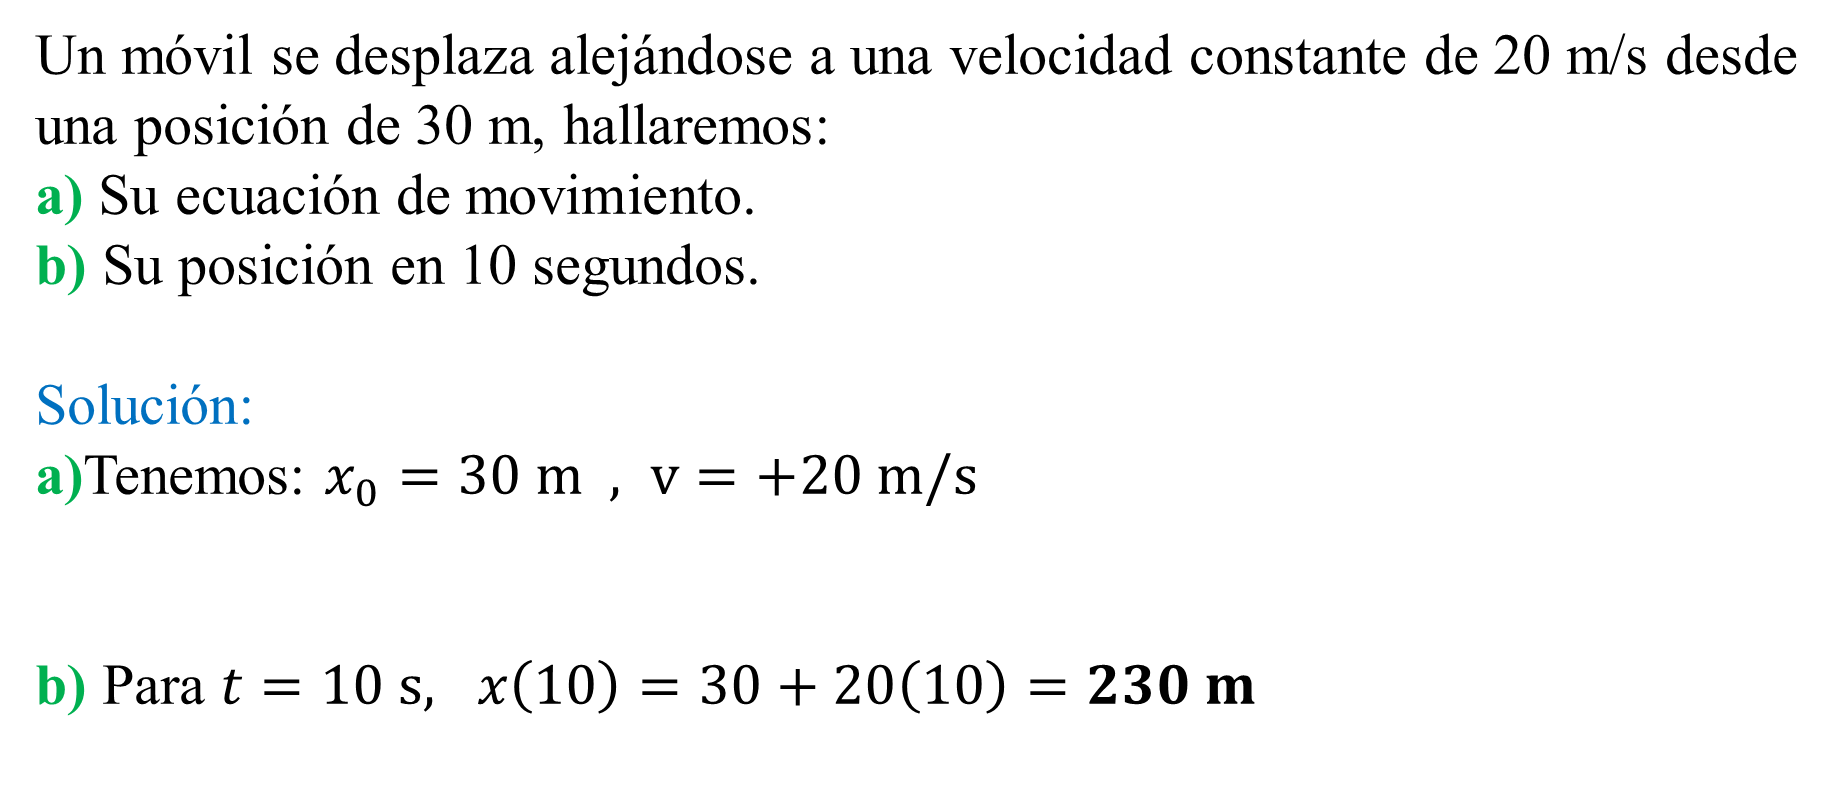 Un móvil se desplaza alejándose a una velocidad constante de 20 m/s desde
una posición de 30 m, hallaremos:
a) Su ecuación de movimiento.
b) Su posición en 10 segundos.
Solución:
a)Tenemos: x₀ = 30 m , v = +20 m/s
b) Para t = 10 s, x(10) = 30 + 20(10) = 230 m